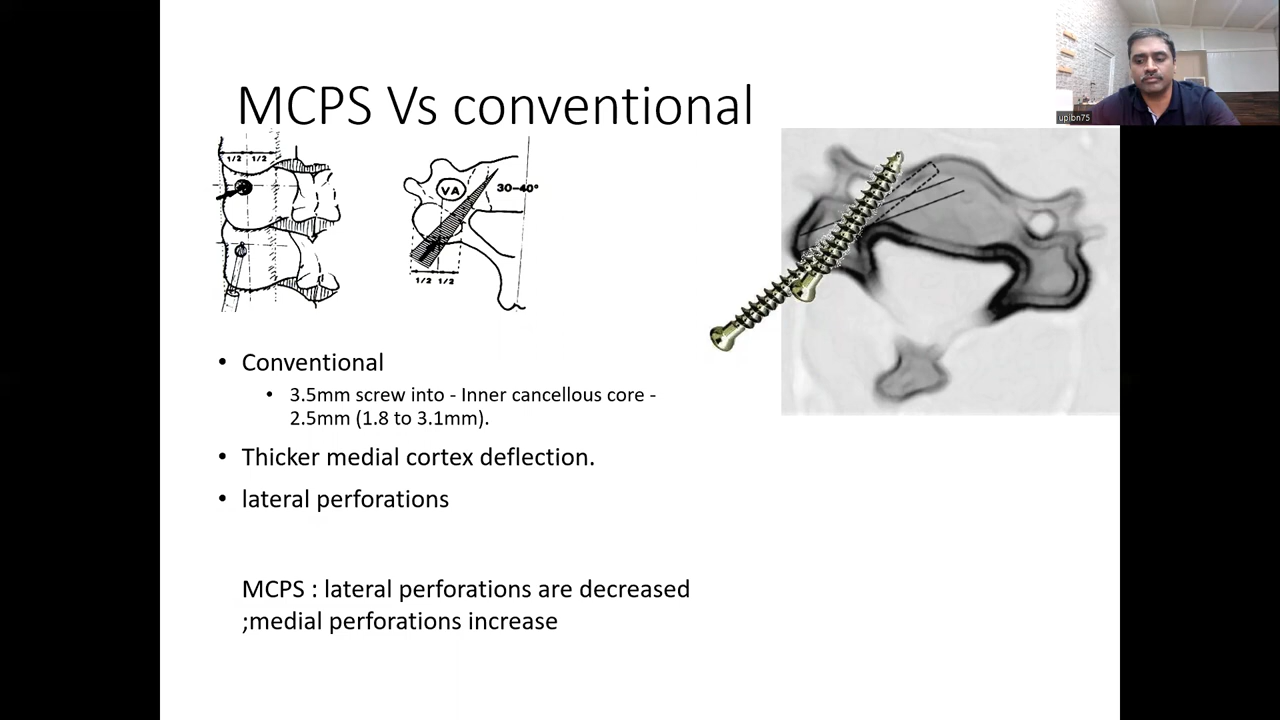 MCPS Vs conventional
upibn75
1/2 1/2
VA
30-40°
1/2 1/2
• Conventional
• 3.5mm screw into - Inner cancellous core -
2.5mm (1.8 to 3.1mm).
• Thicker medial cortex deflection.
• lateral perforations
MCPS : lateral perforations are decreased
;medial perforations increase